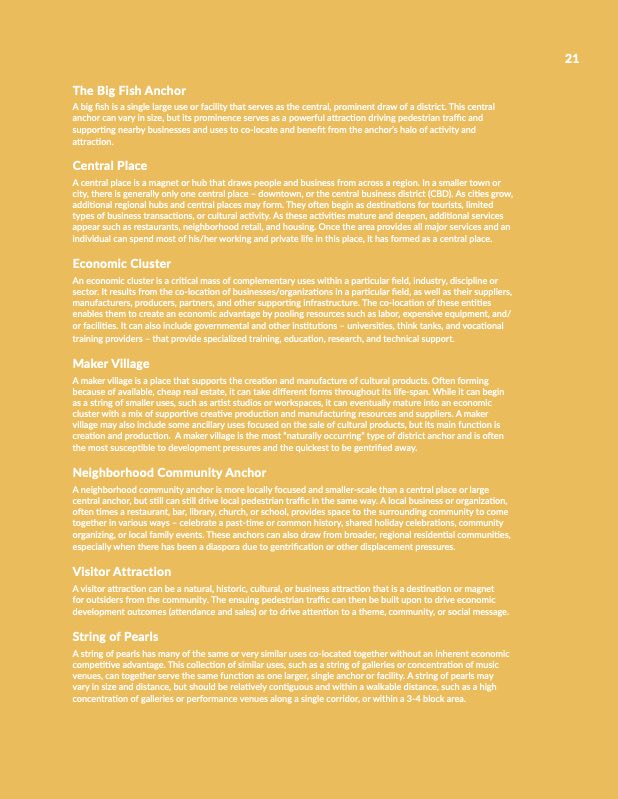 21
The Big Fish Anchor
A big fish is a single large use or facility that serves as the central, prominent draw of a district. This central
anchor can vary in size, but its prominence serves as a powerful attraction driving pedestrian traffic and
supporting nearby businesses and uses to co-locate and benefit from the anchor's halo of activity and
attraction.
Central Place
A central place is a magnet or hub that draws people and business from across a region. In a smaller town or
city, there is generally only one central place – downtown, or the central business district (CBD). As cities grow,
additional regional hubs and central places may form. They often begin as destinations for tourists, limited
types of business transactions, or cultural activity. As these activities mature and deepen, additional services
appear such as restaurants, neighborhood retail, and housing. Once the area provides all major services and an
individual can spend most of his/her working and private life in this place, it has formed as a central place.
Economic Cluster
An economic cluster is a critical mass of complementary uses within a particular field, industry, discipline or
sector. It results from the co-location of businesses/organizations in a particular field, as well as their suppliers,
manufacturers, producers, partners, and other supporting infrastructure. The co-location of these entities
enables them to create an economic advantage by pooling resources such as labor, expensive equipment, and/
or facilities. It can also include governmental and other institutions – universities, think tanks, and vocational
training providers – that provide specialized training, education, research, and technical support.
Maker Village
A maker village is a place that supports the creation and manufacture of cultural products. Often forming
because of available, cheap real estate, it can take different forms throughout its life-span. While it can begin
as a string of smaller uses, such as artist studios or workspaces, it can eventually mature into an economic
cluster with a mix of supportive creative production and manufacturing resources and suppliers. A maker
village may also include some ancillary uses focused on the sale of cultural products, but its main function is
creation and production.  A maker village is the most "naturally occurring" type of district anchor and is often
the most susceptible to development pressures and the quickest to be gentrified away.
Neighborhood Community Anchor
A neighborhood community anchor is more locally focused and smaller-scale than a central place or large
central anchor, but still can still drive local pedestrian traffic in the same way. A local business or organization,
often times a restaurant, bar, library, church, or school, provides space to the surrounding community to come
together in various ways – celebrate a past-time or common history, shared holiday celebrations, community
organizing, or local family events. These anchors can also draw from broader, regional residential communities,
especially when there has been a diaspora due to gentrification or other displacement pressures.
Visitor Attraction
A visitor attraction can be a natural, historic, cultural, or business attraction that is a destination or magnet
for outsiders from the community. The ensuing pedestrian traffic can then be built upon to drive economic
development outcomes (attendance and sales) or to drive attention to a theme, community, or social message.
String of Pearls
A string of pearls has many of the same or very similar uses co-located together without an inherent economic
competitive advantage. This collection of similar uses, such as a string of galleries or concentration of music
venues, can together serve the same function as one larger, single anchor or facility. A string of pearls may
vary in size and distance, but should be relatively contiguous and within a walkable distance, such as a high
concentration of galleries or performance venues along a single corridor, or within a 3-4 block area.